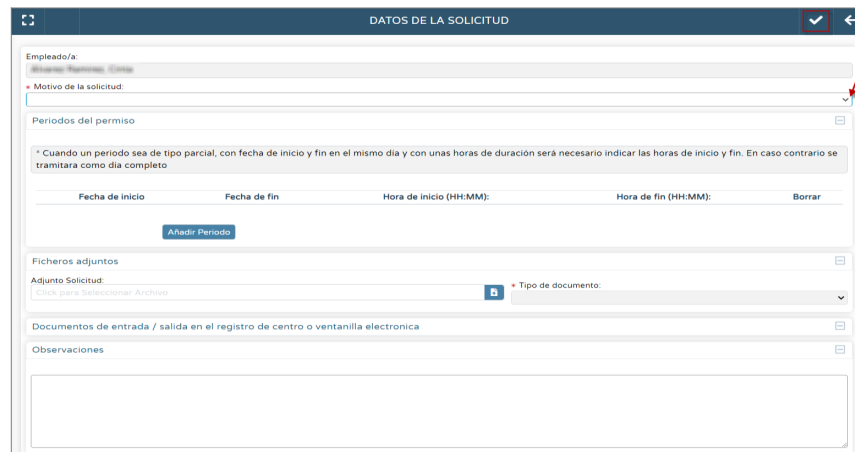 DATOS DE LA SOLICITUD
Empleado/a:
* Motivo de la solicitud:
Periodos del permiso
* Cuando un periodo sea de tipo parcial, con fecha de inicio y fin en el mismo día y con unas horas de duración será necesario indicar las horas de inicio y fin. En caso contrario se
tramitara como día completo
Fecha de inicio Fecha de fin Hora de inicio (HH:MM): Hora de fin (HH:MM): Borrar
Añadir Periodo
Ficheros adjuntos
Adjunto Solicitud: * Tipo de documento:
Click para Seleccionar Archivo
Documentos de entrada / salida en el registro de centro o ventanilla electronica
Observaciones